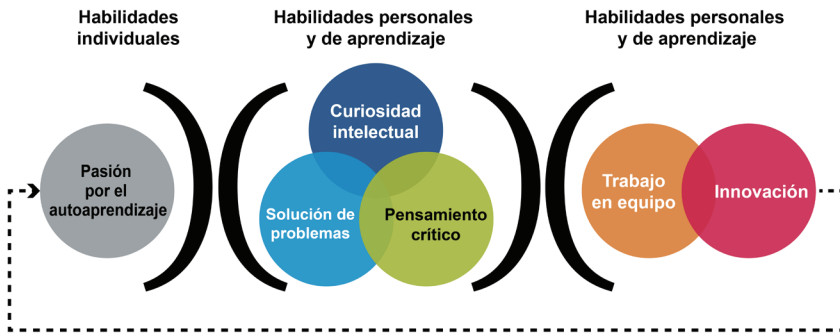 Habilidades
individuales
Habilidades personales
y de aprendizaje
Habilidades personales
y de aprendizaje
Pasión
por el
autoaprendizaje
Curiosidad
intelectual
Solución de
problemas
Pensamiento
crítico
Trabajo
en equipo
Innovación